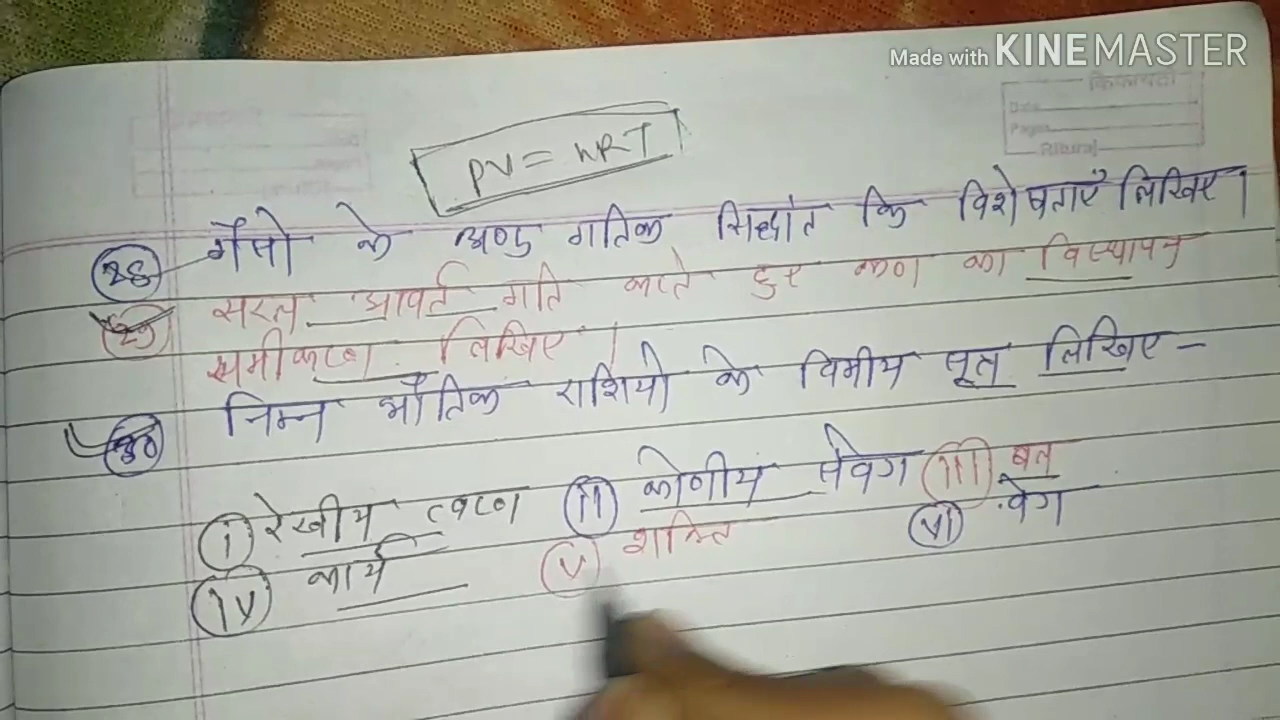 Made with KINEMASTER
PV = nRT
28 गैसो के अणु गतिक सिद्धांत कि विशेषताएँ लिखिए।
29 सरल आवर्त गति करते हुए कण का विस्थापन
समीकरण लिखिए।
30 निम्न भौतिक राशियो के विमीय सूत्र लिखिए -
i रेखीय त्वरण ii कोणीय संवेग iii बल
iv कार्य v शक्ति vi वेग